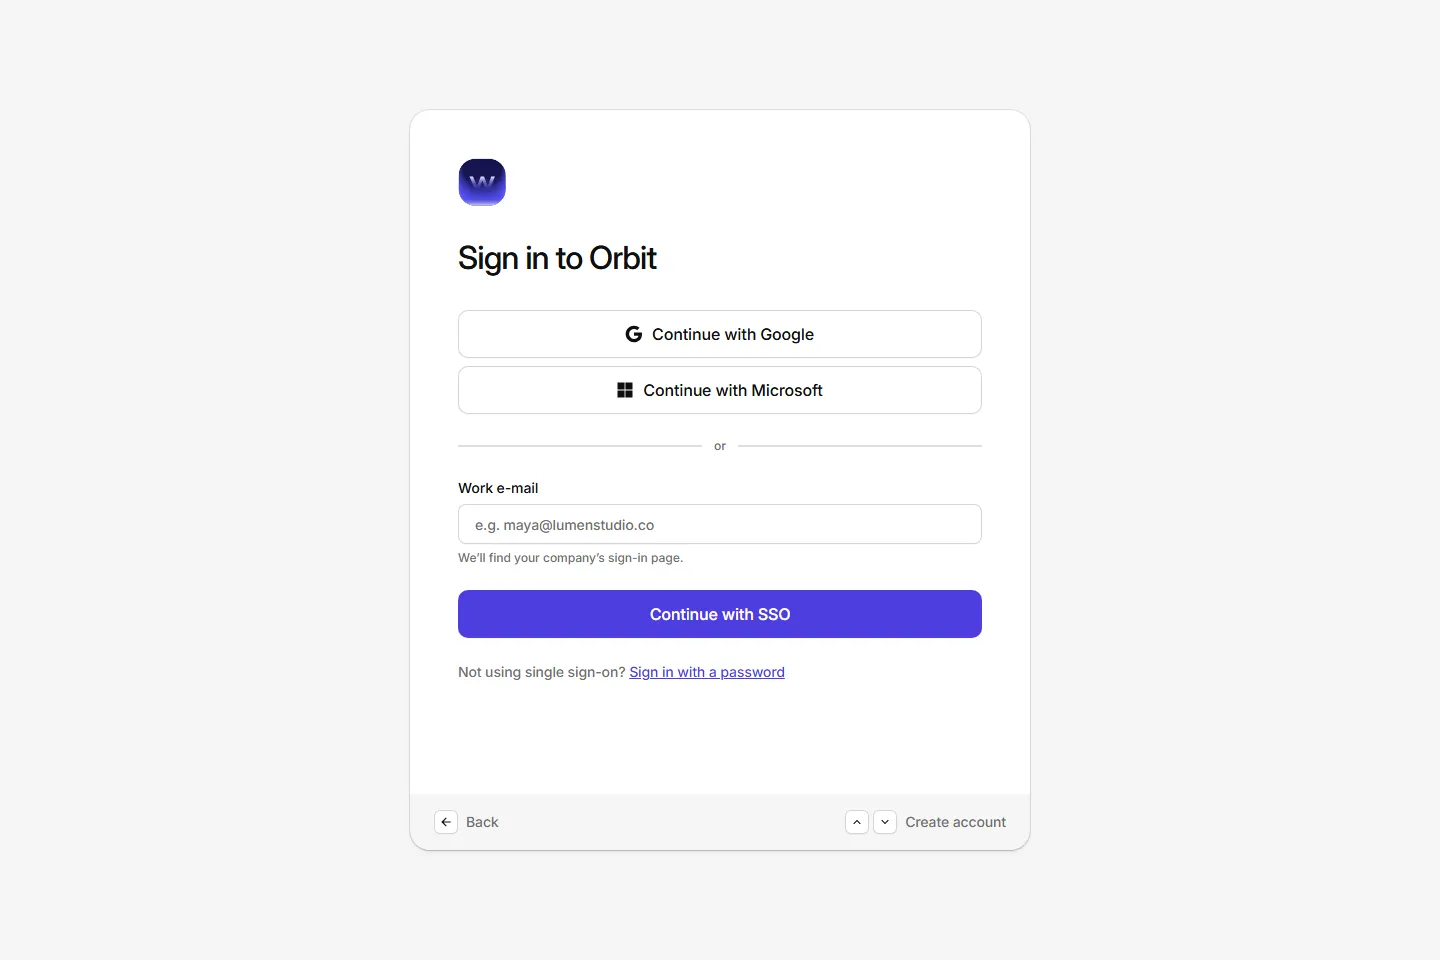 W
Sign in to Orbit
Continue with Google
Continue with Microsoft
or
Work e-mail
e.g. maya@lumenstudio.co
We’ll find your company’s sign-in page.
Continue with SSO
Not using single sign-on? Sign in with a password
Back
Create account